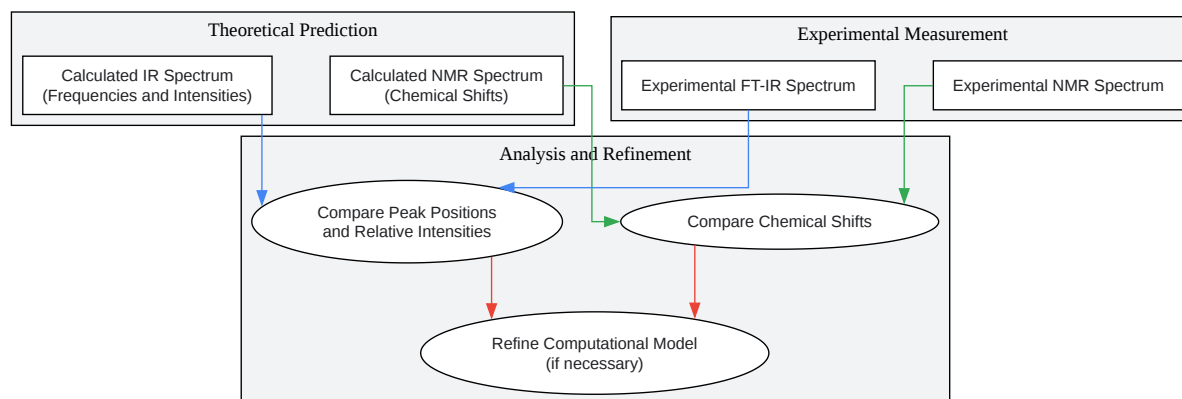 Theoretical Prediction
Calculated IR Spectrum
(Frequencies and Intensities)
Calculated NMR Spectrum
(Chemical Shifts)
Experimental Measurement
Experimental FT-IR Spectrum
Experimental NMR Spectrum
Analysis and Refinement
Compare Peak Positions
and Relative Intensities
Compare Chemical Shifts
Refine Computational Model
(if necessary)